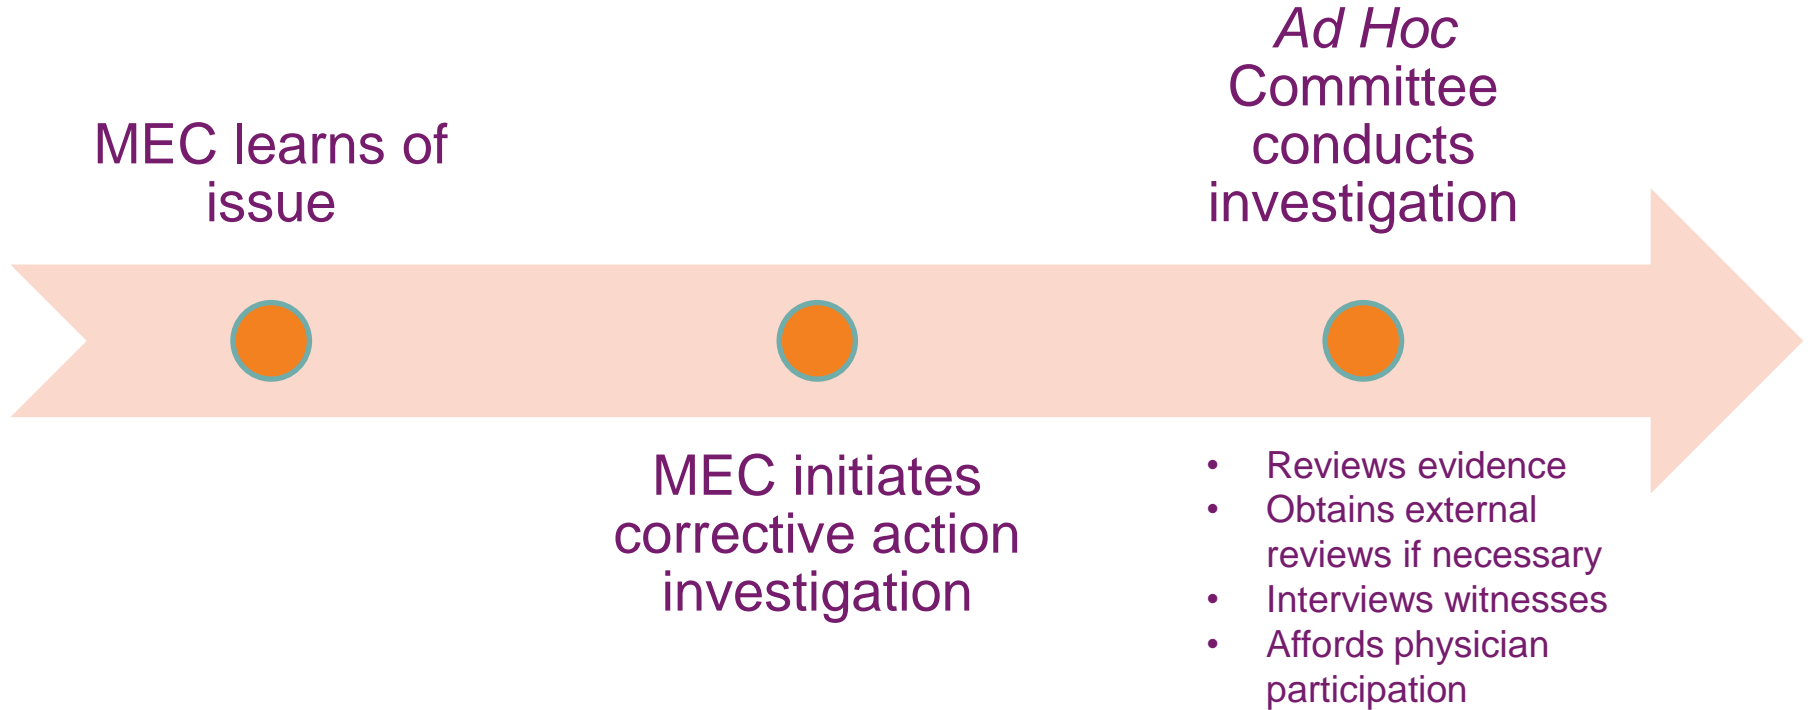 MEC learns of
issue
MEC initiates
corrective action
investigation
Ad Hoc
Committee
conducts
investigation
• Reviews evidence
• Obtains external
reviews if necessary
• Interviews witnesses
• Affords physician
participation